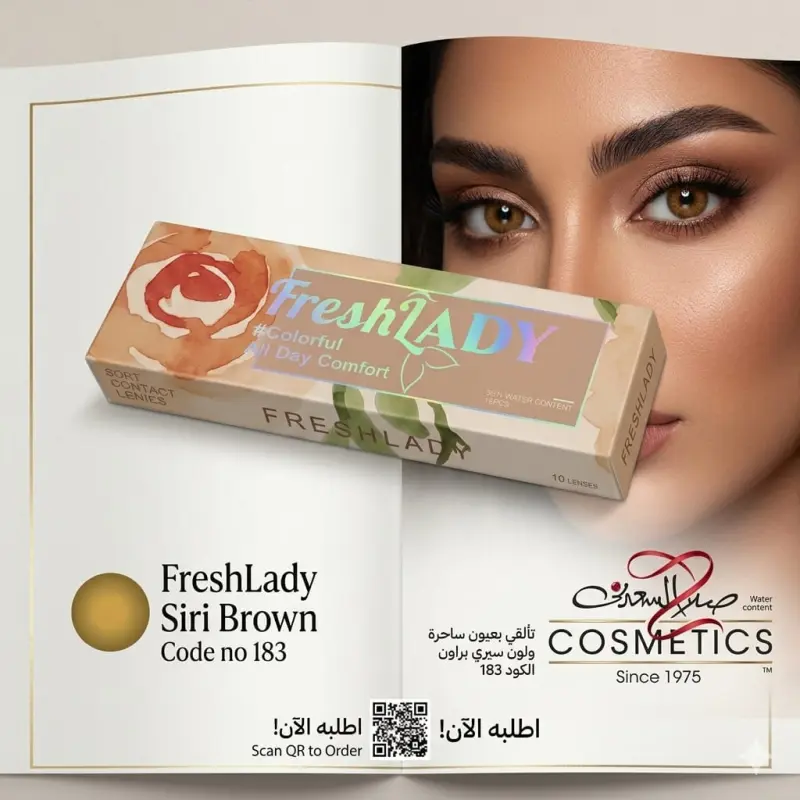 FreshLADY
#Colorful
All Day Comfort
SORT
CONTACT
LENIES
WATER CONTENT
FRESHLADY
10 LENSES
FRESHLADY
FreshLady
Siri Brown
Code no 183
Water
content
COSMETICS
Since 1975
TM
تألقي بعيون ساحرة
ولون سيري براون
الكود 183
اطلبه الآن!
Scan QR to Order
اطلبه الآن!